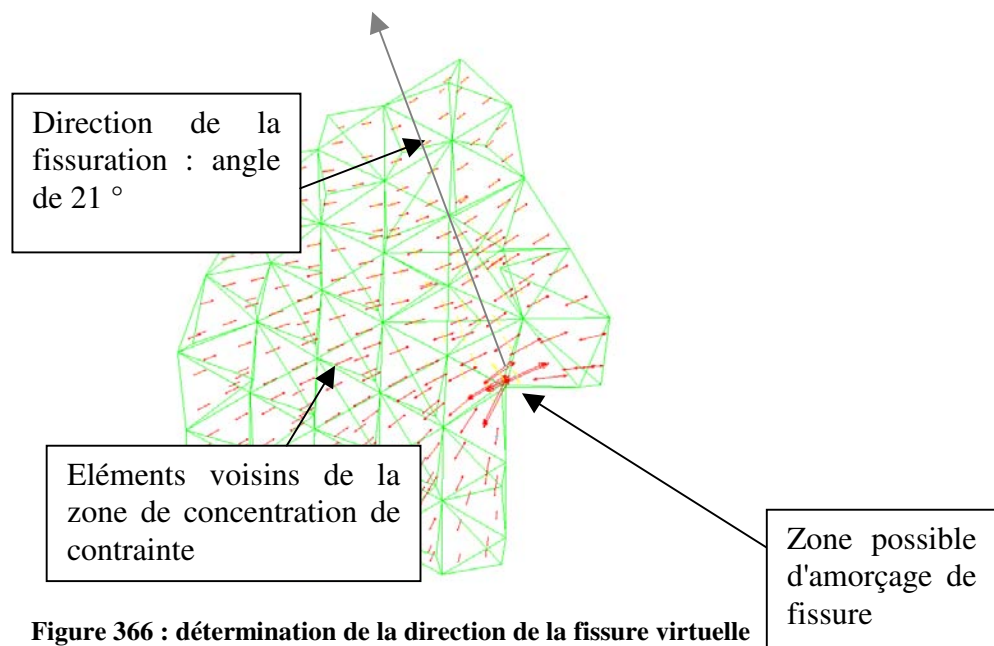 Direction de la
fissuration : angle
de 21 °
Eléments voisins de la
zone de concentration de
contrainte
Zone possible
d'amorçage de
fissure
Figure 366 : détermination de la direction de la fissure virtuelle